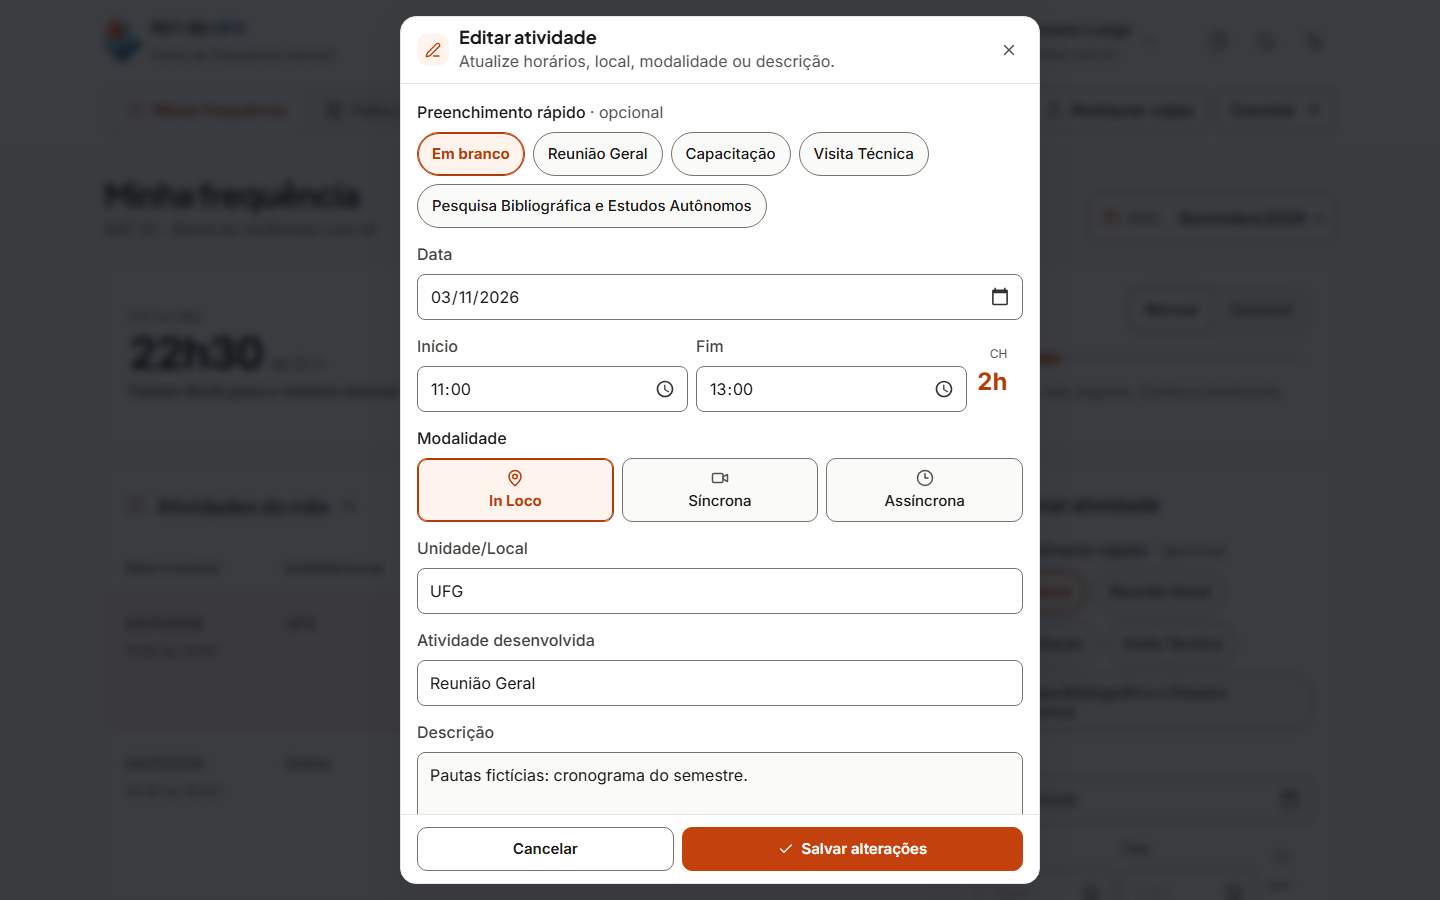 Editar atividade
Atualize horários, local, modalidade ou descrição.
Preenchimento rápido · opcional
Em branco
Reunião Geral
Capacitação
Visita Técnica
Pesquisa Bibliográfica e Estudos Autônomos
Data
03/11/2026
Início
Fim
CH
11:00
13:00
2h
Modalidade
In Loco
Síncrona
Assíncrona
Unidade/Local
UFG
Atividade desenvolvida
Reunião Geral
Descrição
Pautas fictícias: cronograma do semestre.
Cancelar
Salvar alterações
Minha frequência
22h30
Atividades do mês